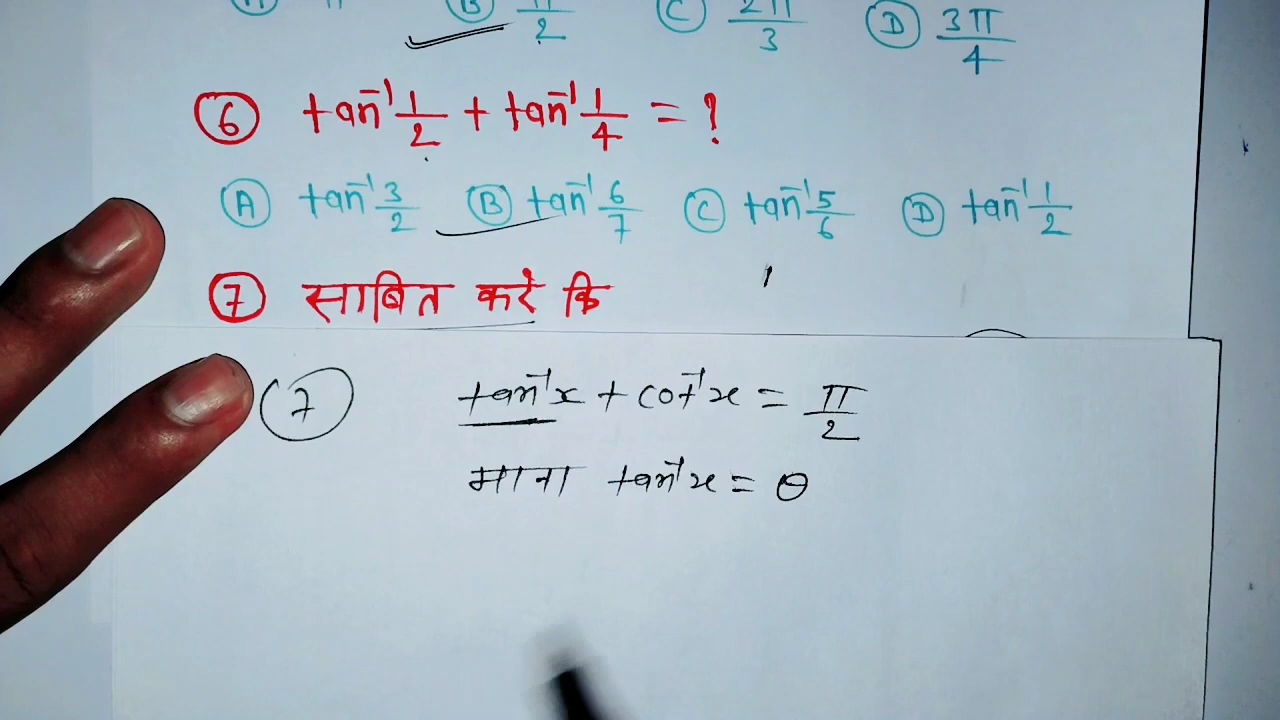 Ⓑ π/2 Ⓒ 2π/3 Ⓓ 3π/4
⑥ tan⁻¹ 1/2 + tan⁻¹ 1/4 = ?
Ⓐ tan⁻¹ 3/2 Ⓑ tan⁻¹ 6/7 Ⓒ tan⁻¹ 5/6 Ⓓ tan⁻¹ 1/2
⑦ साबित करें कि
⑦ tan⁻¹x + cot⁻¹x = π/2
माना tan⁻¹x = θ